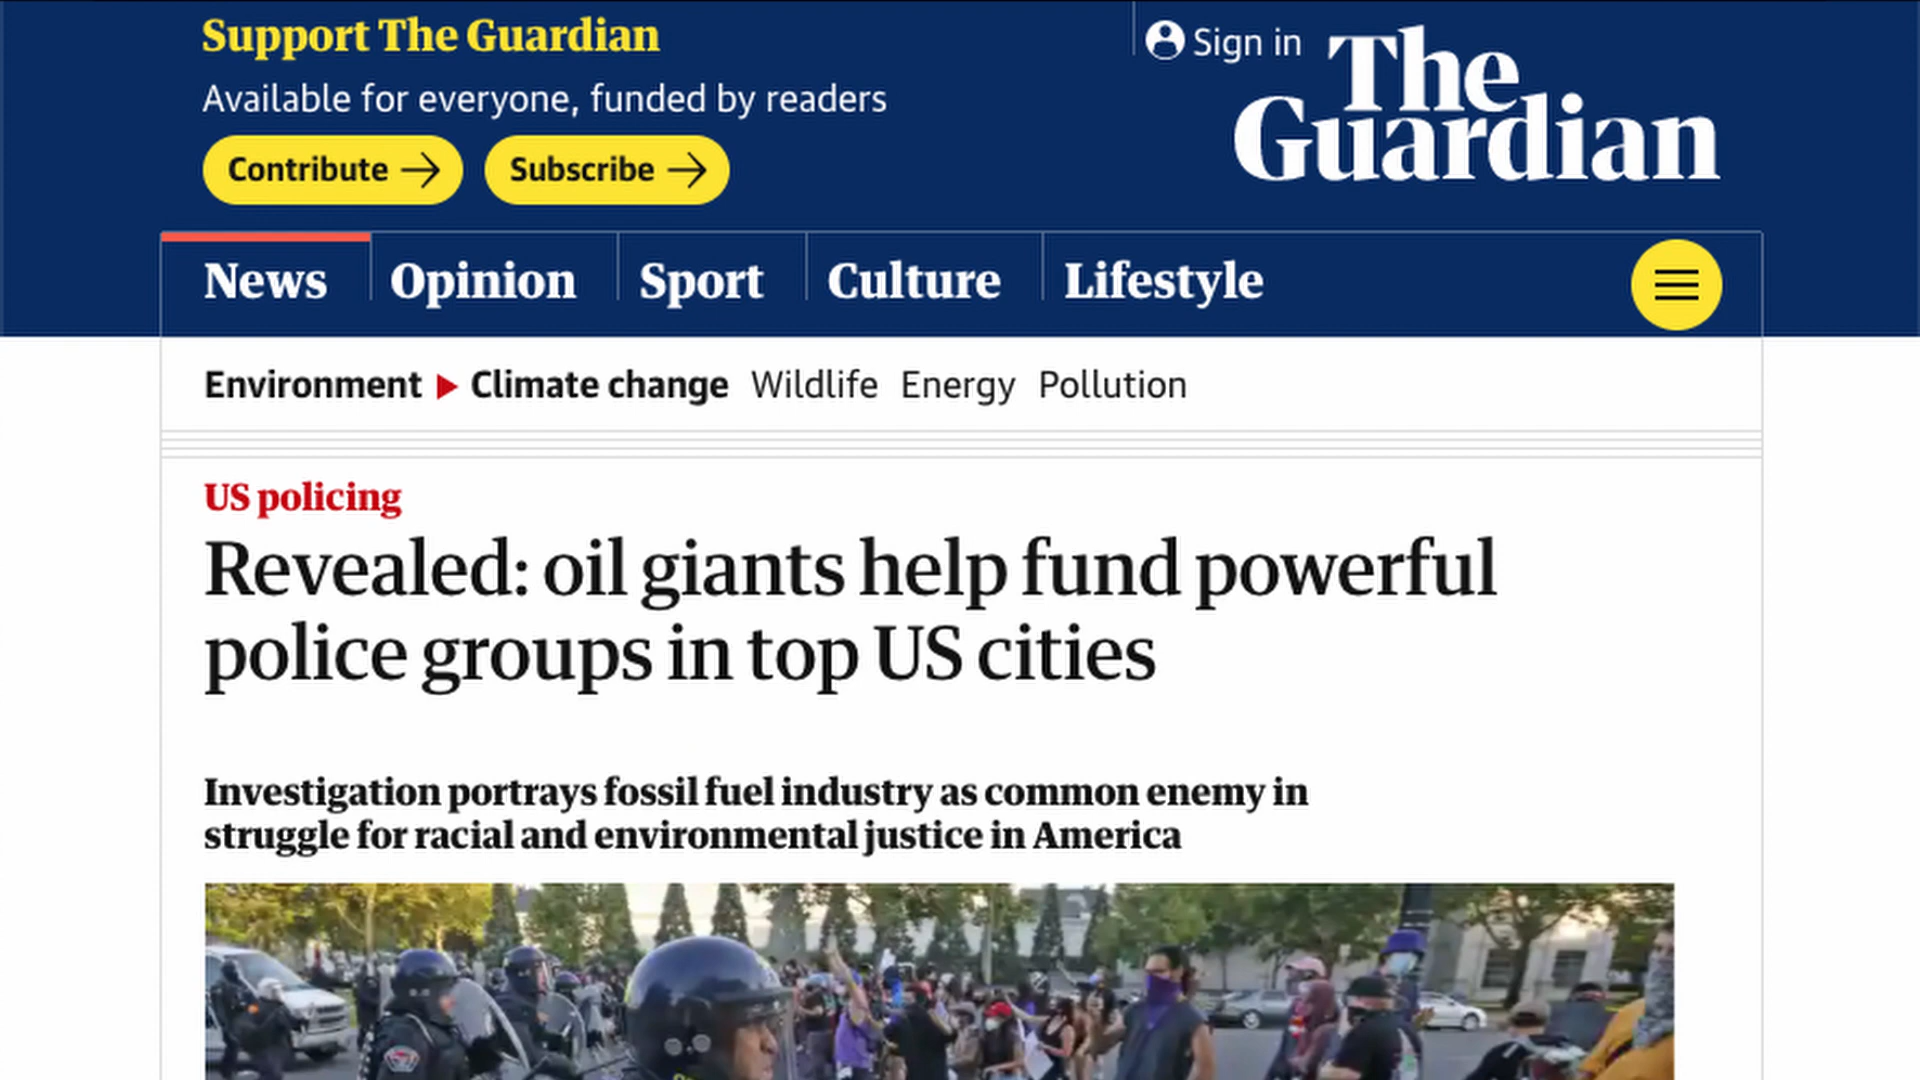 Support The Guardian
Available for everyone, funded by readers
Contribute
Subscribe
Sign in
The
Guardian
News Opinion Sport Culture Lifestyle
Environment Climate change Wildlife Energy Pollution
US policing
Revealed: oil giants help fund powerful
police groups in top US cities
Investigation portrays fossil fuel industry as common enemy in
struggle for racial and environmental justice in America